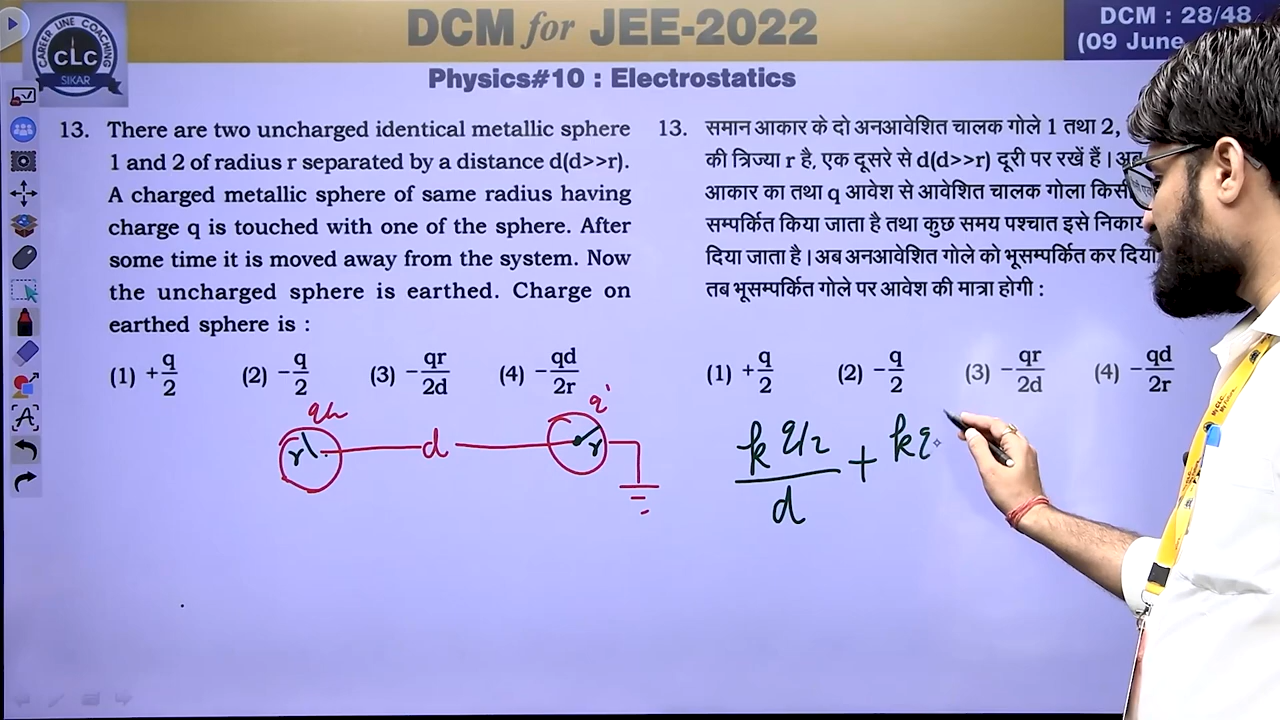 DCM for JEE-2022
DCM : 28/48
(09 June
CAREER LINE COACHING
CLC
SIKAR
Physics#10 : Electrostatics
13. There are two uncharged identical metallic sphere
1 and 2 of radius r separated by a distance d(d>>r).
A charged metallic sphere of same radius having
charge q is touched with one of the sphere. After
some time it is moved away from the system. Now
the uncharged sphere is earthed. Charge on
earthed sphere is :
(1) +q/2 (2) -q/2 (3) -qr/2d (4) -qd/2r
13. समान आकार के दो अनआवेशित चालक गोले 1 तथा 2,
की त्रिज्या r है, एक दूसरे से d(d>>r) दूरी पर रखें हैं। अब
आकार का तथा q आवेश से आवेशित चालक गोला किसी
सम्पर्कित किया जाता है तथा कुछ समय पश्चात इसे निकार
दिया जाता है। अब अनआवेशित गोले को भूसम्पर्कित कर दिया
तब भूसम्पर्कित गोले पर आवेश की मात्रा होगी :
(1) +q/2 (2) -q/2 (3) -qr/2d (4) -qd/2r
q/2
q'
r
d
r
k q/2 / d + kq